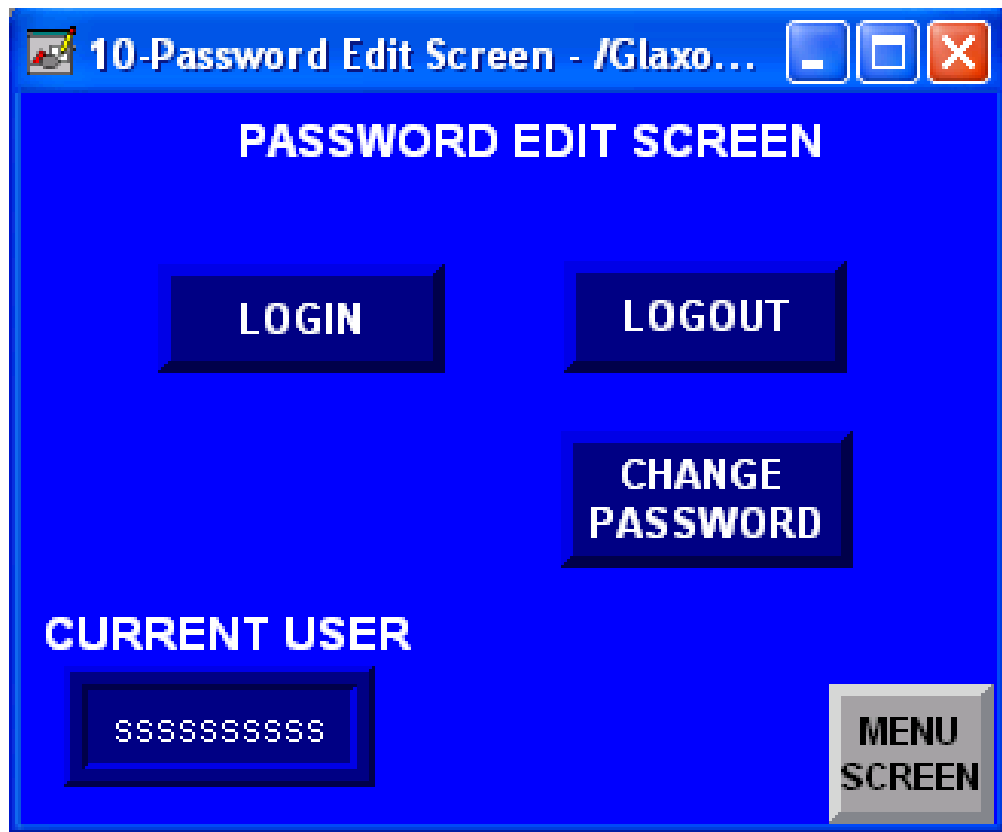 10-Password Edit Screen - /Glaxo...
PASSWORD EDIT SCREEN
LOGIN
LOGOUT
CHANGE
PASSWORD
CURRENT USER
SSSSSSSSSS
MENU
SCREEN